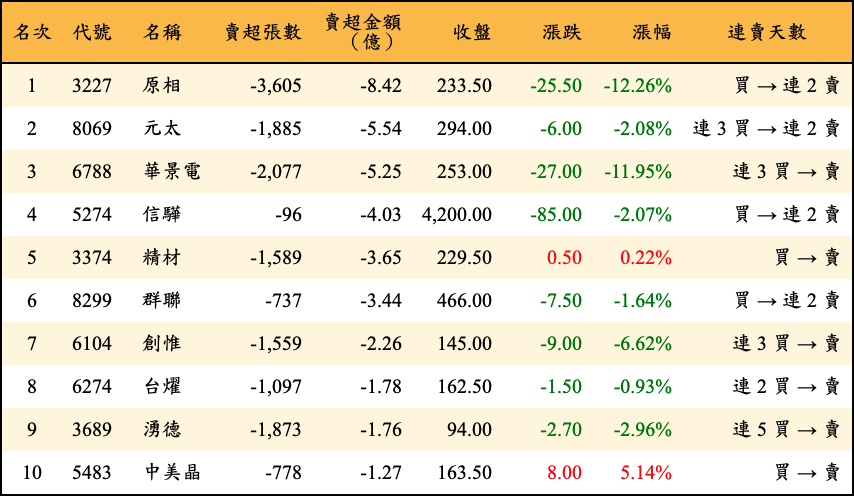 名次 代號 名稱 賣超張數 賣超金額（億） 收盤 漲跌 漲幅 連賣天數
1 3227 原相 -3,605 -8.42 233.50 -25.50 -12.26% 買 → 連 2 賣
2 8069 元太 -1,885 -5.54 294.00 -6.00 -2.08% 連 3 買 → 連 2 賣
3 6788 華景電 -2,077 -5.25 253.00 -27.00 -11.95% 連 3 買 → 賣
4 5274 信驊 -96 -4.03 4,200.00 -85.00 -2.07% 買 → 連 2 賣
5 3374 精材 -1,589 -3.65 229.50 0.50 0.22% 買 → 賣
6 8299 群聯 -737 -3.44 466.00 -7.50 -1.64% 買 → 連 2 賣
7 6104 創惟 -1,559 -2.26 145.00 -9.00 -6.62% 連 3 買 → 賣
8 6274 台燿 -1,097 -1.78 162.50 -1.50 -0.93% 連 2 買 → 賣
9 3689 湧德 -1,873 -1.76 94.00 -2.70 -2.96% 連 5 買 → 賣
10 5483 中美晶 -778 -1.27 163.50 8.00 5.14% 買 → 賣